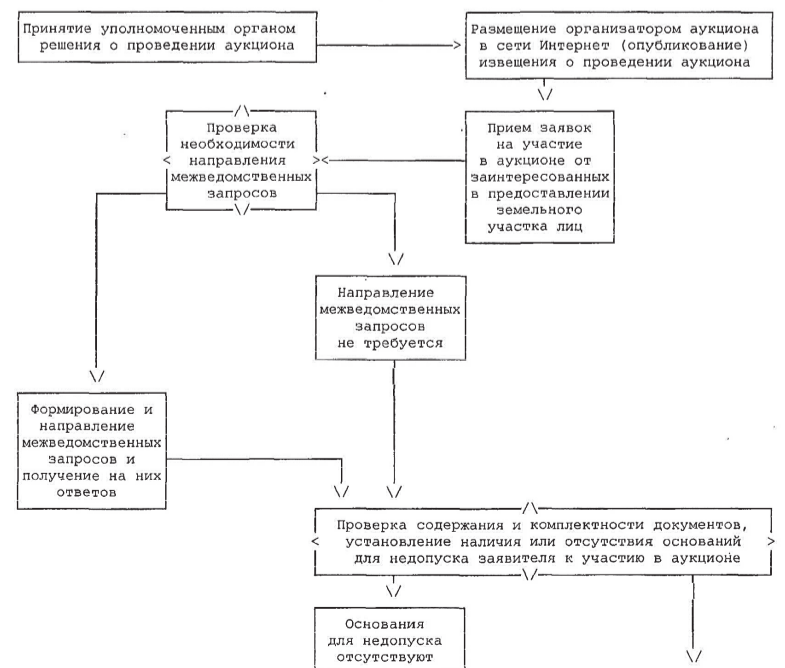 Принятие уполномоченным органом
решения о проведении аукциона
Размещение организатором аукциона
в сети Интернет (опубликование)
извещения о проведении аукциона
Проверка
необходимости
направления
межведомственных
запросов
Прием заявок
на участие
в аукционе от
заинтересованных
в предоставлении
земельного
участка лиц
Направление
межведомственных
запросов
не требуется
Формирование и
направление
межведомственных
запросов и
получение на них
ответов
Проверка содержания и комплектности документов,
установление наличия или отсутствия оснований
для недопуска заявителя к участию в аукционе
Основания
для недопуска
отсутствуют